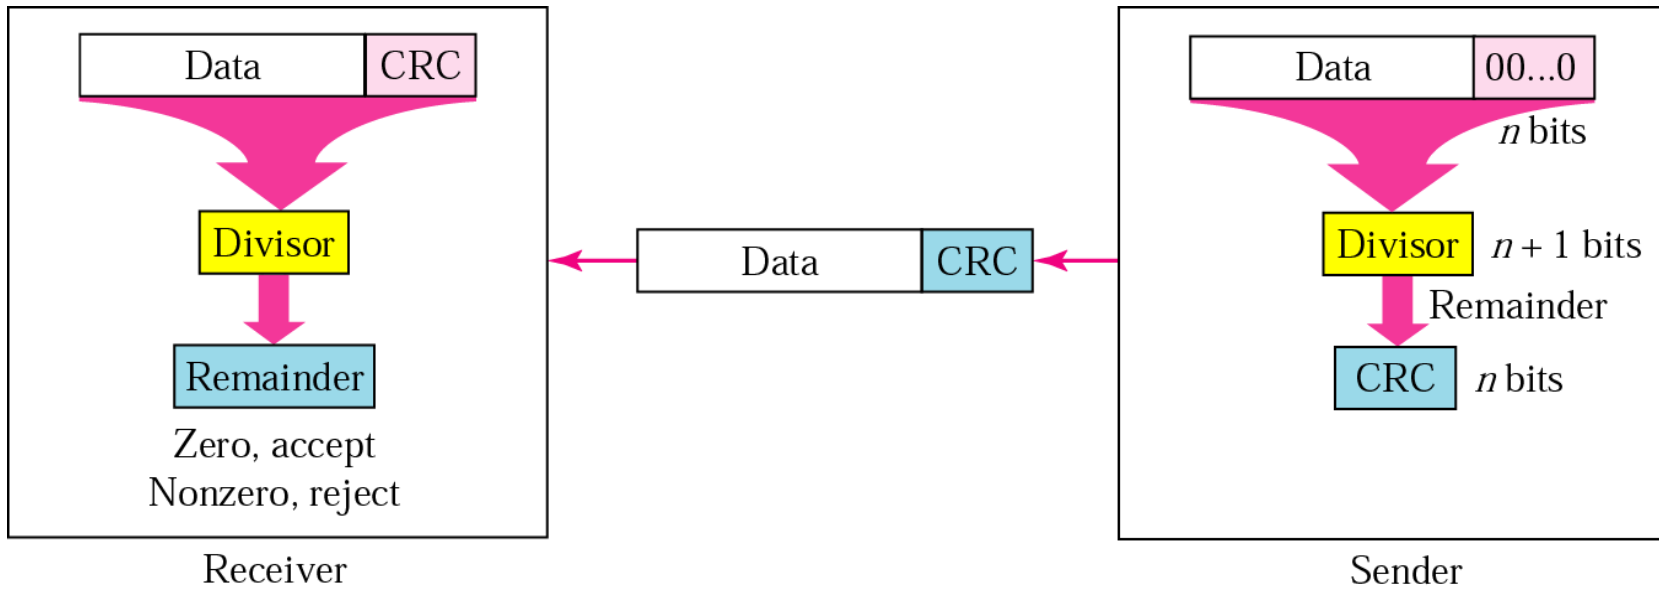 Data CRC
Divisor
Remainder
Zero, accept
Nonzero, reject
Receiver
Data CRC
Data 00...0
n bits
Divisor n + 1 bits
Remainder
CRC n bits
Sender